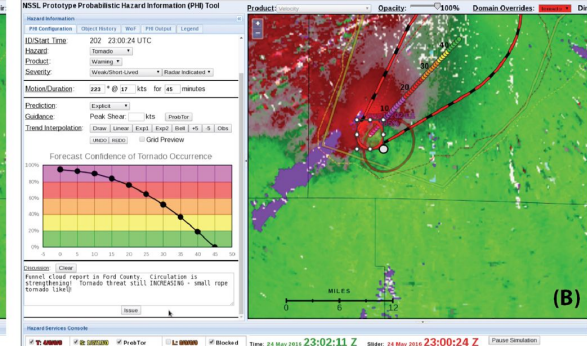 NSSL Prototype Probabilistic Hazard Information (PHI) Tool
Hazard Information
PHI Configuration Object History WoF PHI Output Legend
ID/Start Time: 202 23:00:24 UTC
Hazard: Tornado
Product: Warning
Severity: Weak/Short-Lived Radar Indicated
Motion/Duration: 223 ° @ 17 kts for 45 minutes
Prediction: Explicit
Guidance: Peak Shear: kts ProbTor
Trend Interpolation: Draw Linear Exp1 Exp2 Bell +5 -5 Obs
UNDO REDO Grid Preview
Forecast Confidence of Tornado Occurrence
100%
80%
60%
40%
20%
0%
5 0 5 10 15 20 25 30 35 40 45 50
Discussion: Clear
Funnel cloud report in Ford County. Circulation is
strengthening! Tornado threat still INCREASING - small rope
tornado likely
Issue
Hazard Services Console
ProbTor Blocked
Product: Velocity Opacity: 100% Domain Overrides: tornado Dir
40
30
20
10
MILES
0 6 12
(B)
Time: 24 May 2016 23:02:11 Z Slider: 24 May 2016 23:00:24 Z Pause Simulation